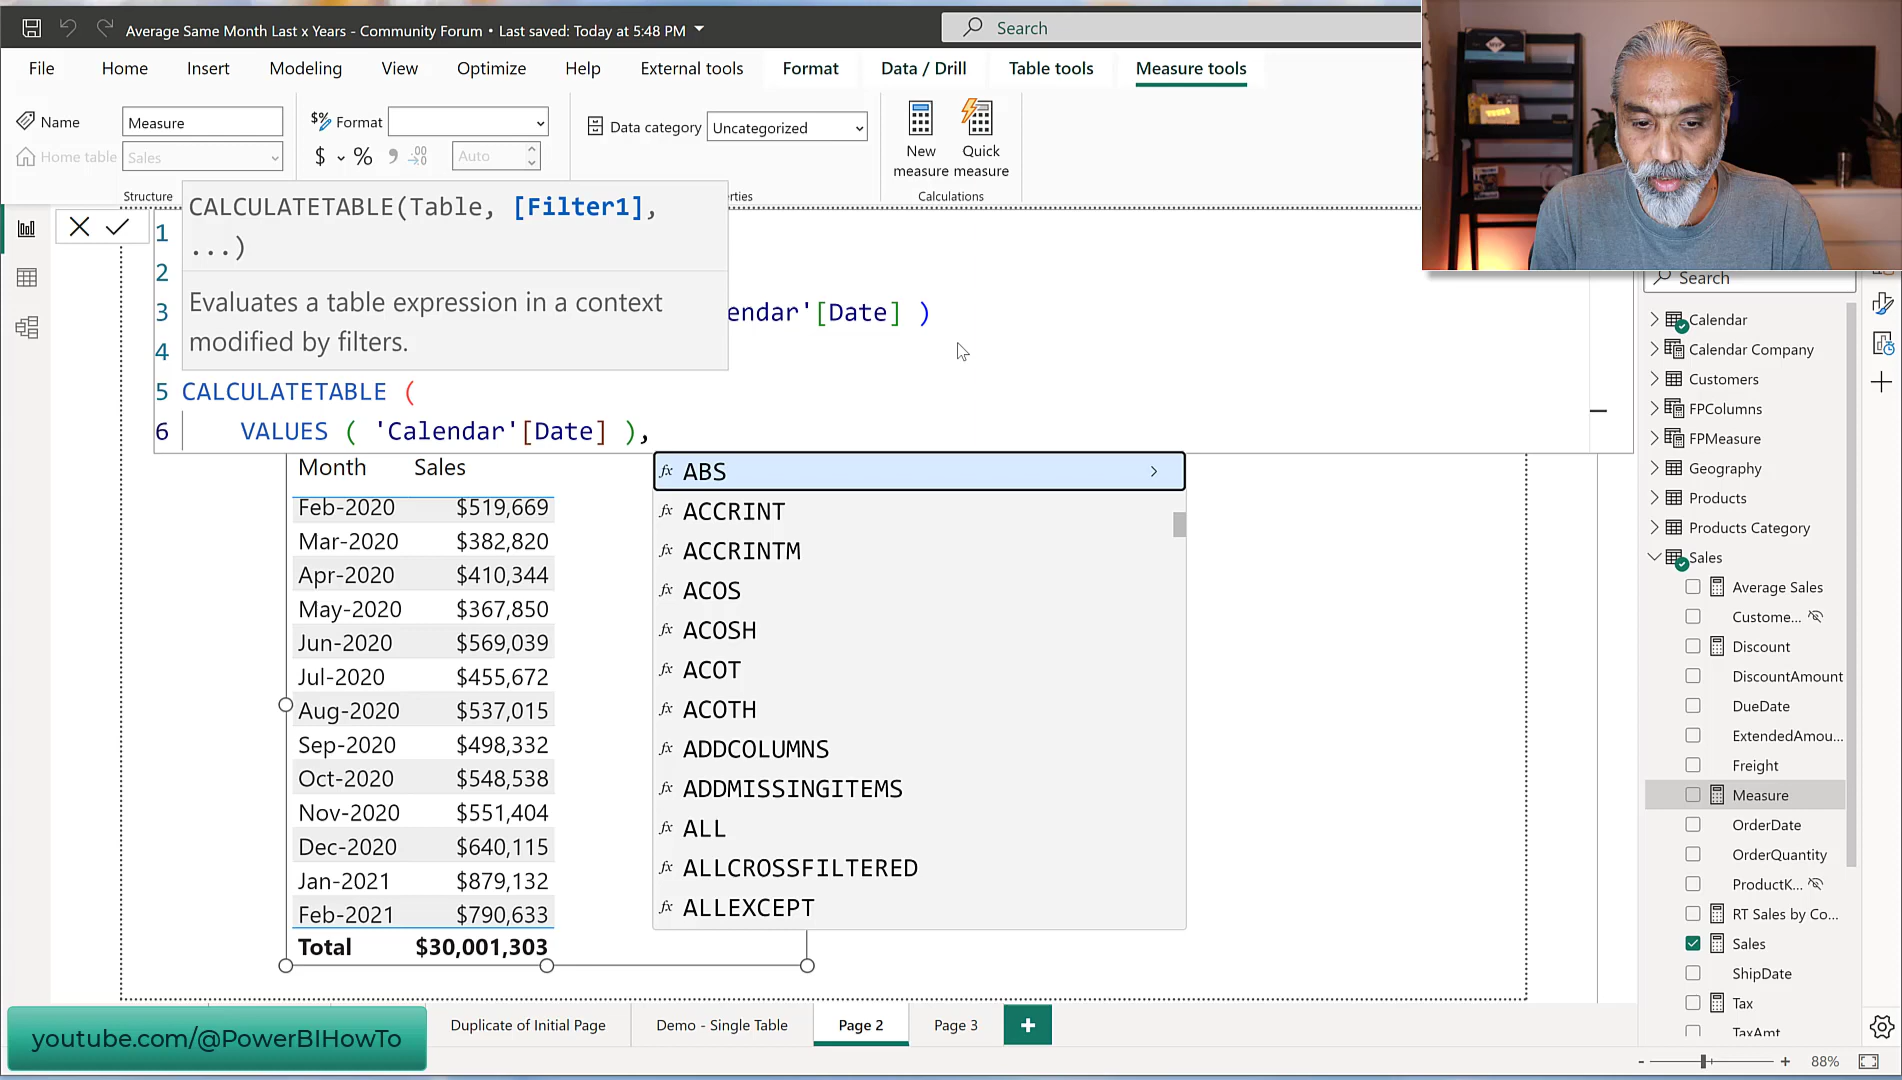 Average Same Month Last x Years - Community Forum • Last saved: Today at 5:48 PM
Search
File Home Insert Modeling View Optimize Help External tools Format Data / Drill Table tools Measure tools
Name Measure
Home table Sales
Structure
Format
$ % Auto
Data category Uncategorized
rties
New measure
Quick measure
Calculations
CALCULATETABLE(Table, [Filter1],
...)
Evaluates a table expression in a context
modified by filters.
1
2
3 endar'[Date] )
4
5 CALCULATETABLE (
6 VALUES ( 'Calendar'[Date] ),
ABS
ACCRINT
ACCRINTM
ACOS
ACOSH
ACOT
ACOTH
ADDCOLUMNS
ADDMISSINGITEMS
ALL
ALLCROSSFILTERED
ALLEXCEPT
Month Sales
Feb-2020 $519,669
Mar-2020 $382,820
Apr-2020 $410,344
May-2020 $367,850
Jun-2020 $569,039
Jul-2020 $455,672
Aug-2020 $537,015
Sep-2020 $498,332
Oct-2020 $548,538
Nov-2020 $551,404
Dec-2020 $640,115
Jan-2021 $879,132
Feb-2021 $790,633
Total $30,001,303
Search
Calendar
Calendar Company
Customers
FPColumns
FPMeasure
Geography
Products
Products Category
Sales
Average Sales
Custome...
Discount
DiscountAmount
DueDate
ExtendedAmou...
Freight
Measure
OrderDate
OrderQuantity
ProductK...
RT Sales by Co...
Sales
ShipDate
Tax
TaxAmt
youtube.com/@PowerBIHowTo
Duplicate of Initial Page Demo - Single Table Page 2 Page 3 +
- + 88%